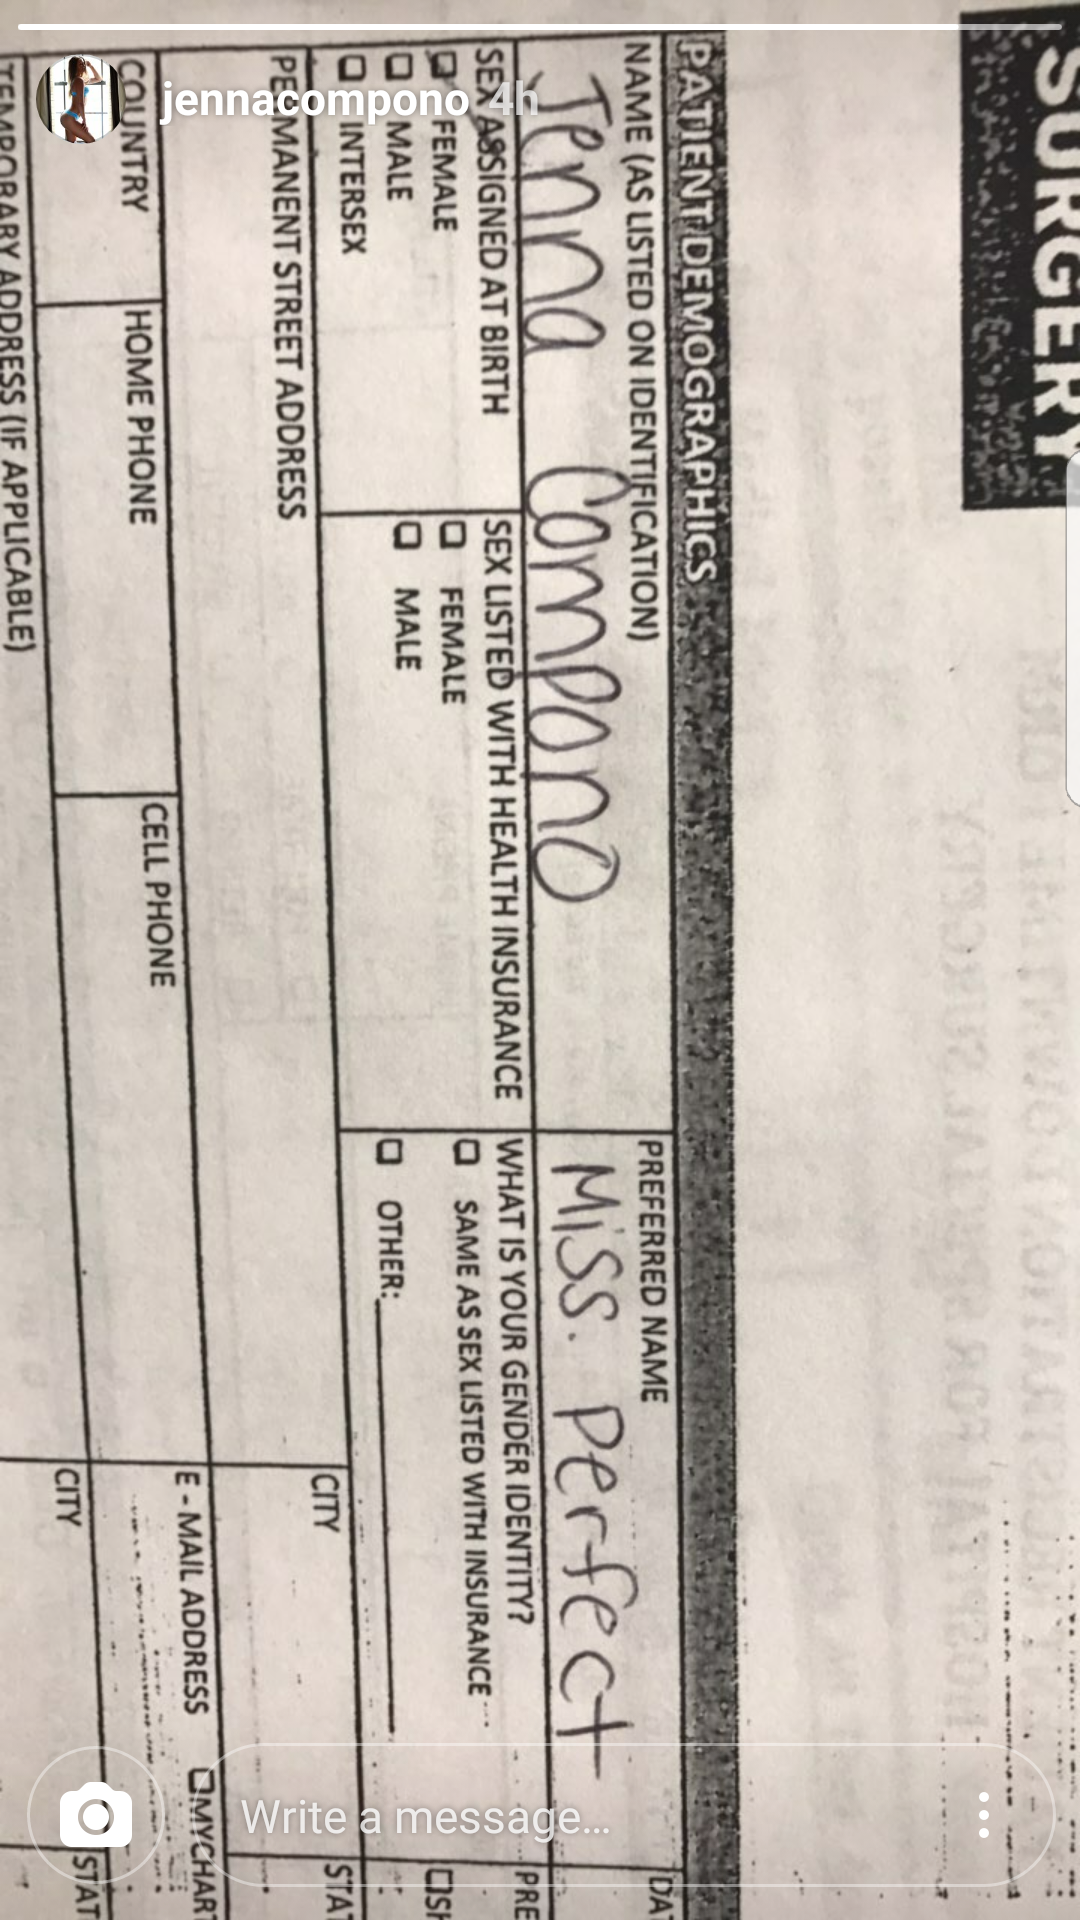 jennacompono 4h
SURGERY
PATIENT DEMOGRAPHICS
NAME (AS LISTED ON IDENTIFICATION)
Jenna Compono
PREFERRED NAME
Miss. Perfect
SEX ASSIGNED AT BIRTH
FEMALE
MALE
INTERSEX
SEX LISTED WITH HEALTH INSURANCE
FEMALE
MALE
WHAT IS YOUR GENDER IDENTITY?
SAME AS SEX LISTED WITH INSURANCE
OTHER:
PERMANENT STREET ADDRESS
CITY
COUNTRY
HOME PHONE
CELL PHONE
E - MAIL ADDRESS
MYCHART
TEMPORARY ADDRESS (IF APPLICABLE)
CITY
Write a message...